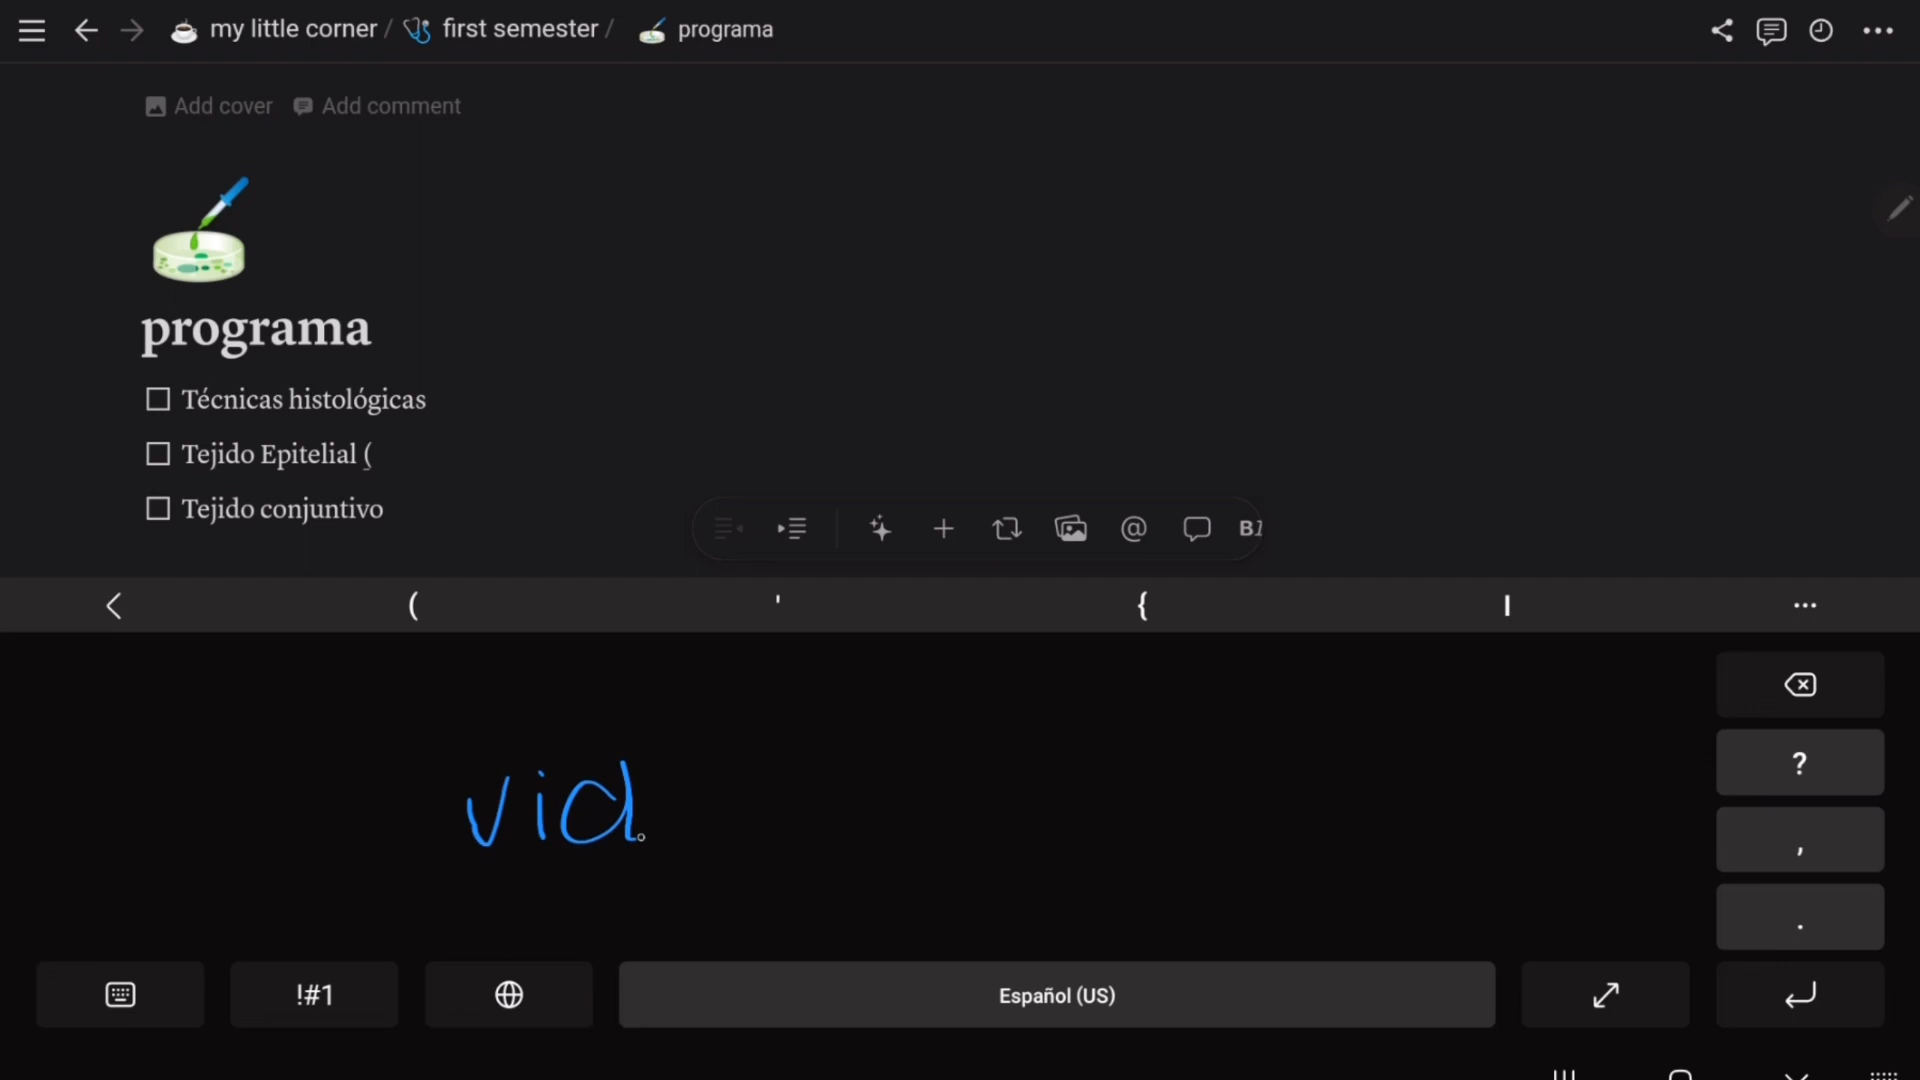 my little corner / first semester / programa
Add cover Add comment
programa
Técnicas histológicas
Tejido Epitelial (
Tejido conjuntivo
@ B
( ' { I ...
?
vid
,
.
!#1 Español (US)